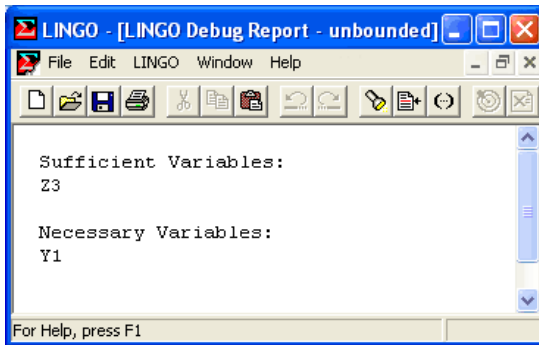 LINGO - [LINGO Debug Report - unbounded]
File Edit LINGO Window Help
Sufficient Variables:
Z3
Necessary Variables:
Y1
For Help, press F1